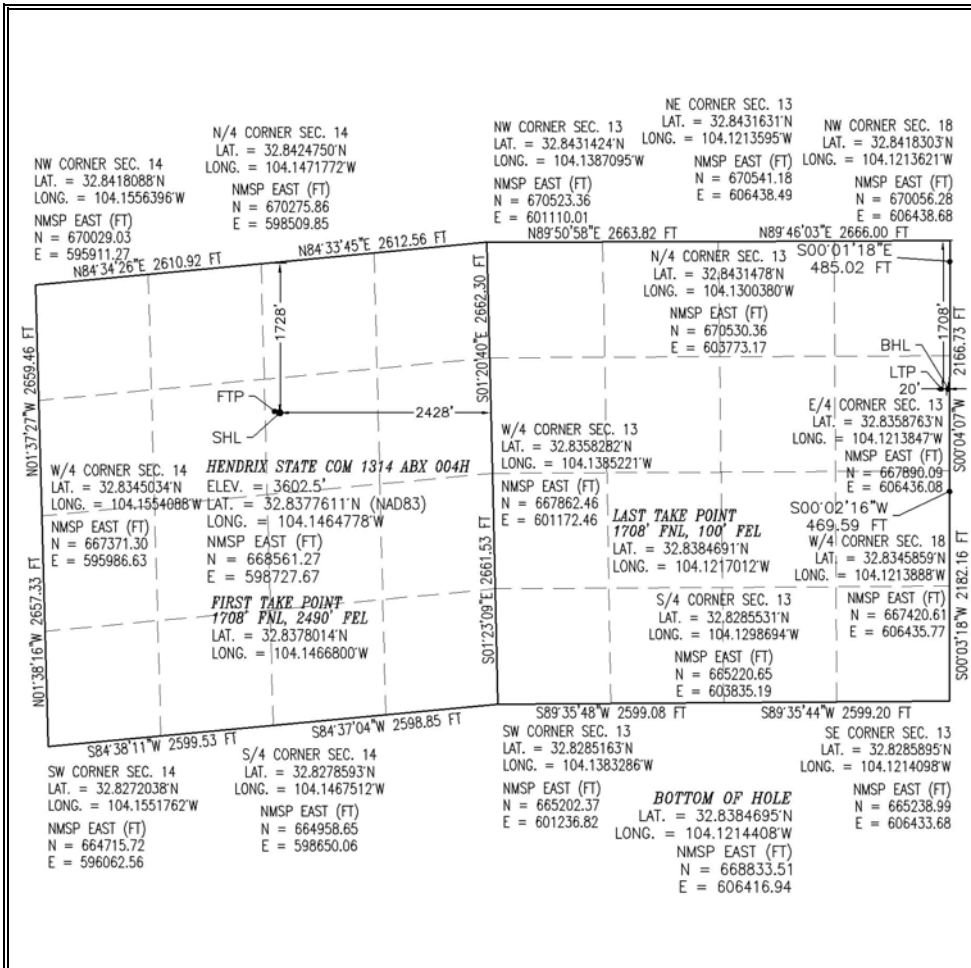 NE CORNER SEC. 13
LAT. = 32.8431631'N
LONG. = 104.1213595'W
NMSP EAST (FT)
N = 670541.18
E = 606438.49
N/4 CORNER SEC. 14
LAT. = 32.8424750'N
LONG. = 104.1471772'W
NMSP EAST (FT)
N = 670275.86
E = 598509.85
NW CORNER SEC. 13
LAT. = 32.8431424'N
LONG. = 104.1387095'W
NMSP EAST (FT)
N = 670523.36
E = 601110.01
NW CORNER SEC. 18
LAT. = 32.8418303'N
LONG. = 104.1213621'W
NMSP EAST (FT)
N = 670056.28
E = 606438.68
NW CORNER SEC. 14
LAT. = 32.8418088'N
LONG. = 104.1556396'W
NMSP EAST (FT)
N = 670029.03
E = 595911.27
N84°34'26"E 2610.92 FT
N84°33'45"E 2612.56 FT
N89°50'58"E 2663.82 FT
N89°46'03"E 2666.00 FT
S00°01'18"E
485.02 FT
N/4 CORNER SEC. 13
LAT. = 32.8431478'N
LONG. = 104.1300380'W
NMSP EAST (FT)
N = 670530.36
E = 603773.17
1728'
1708'
S01°20'40"E 2662.30 FT
N01°37'27"W 2659.46 FT
S00°04'07"W 2166.73 FT
BHL
LTP
20'
FTP
SHL
2428'
E/4 CORNER SEC. 13
LAT. = 32.8358763'N
LONG. = 104.1213847'W
NMSP EAST (FT)
N = 667890.09
E = 606436.08
W/4 CORNER SEC. 13
LAT. = 32.8358282'N
LONG. = 104.1385221'W
NMSP EAST (FT)
N = 667862.46
E = 601172.46
W/4 CORNER SEC. 14
LAT. = 32.8345034'N
LONG. = 104.1554088'W
NMSP EAST (FT)
N = 667371.30
E = 595986.63
HENDRIX STATE COM 1314 ABX 004H
ELEV. = 3602.5'
LAT. = 32.8377611'N (NAD83)
LONG. = 104.1464778'W
NMSP EAST (FT)
N = 668561.27
E = 598727.67
FIRST TAKE POINT
1708' FNL, 2490' FEL
LAT. = 32.8378014'N
LONG. = 104.1466800'W
LAST TAKE POINT
1708' FNL, 100' FEL
LAT. = 32.8384691'N
LONG. = 104.1217012'W
S00°02'16"W
469.59 FT
W/4 CORNER SEC. 18
LAT. = 32.8345859'N
LONG. = 104.1213888'W
NMSP EAST (FT)
N = 667420.61
E = 606435.77
S/4 CORNER SEC. 13
LAT. = 32.8285531'N
LONG. = 104.1298694'W
NMSP EAST (FT)
N = 665220.65
E = 603835.19
N01°38'16"W 2657.33 FT
S01°23'09"E 2661.53 FT
S00°03'18"W 2182.16 FT
S84°38'11"W 2599.53 FT
S84°37'04"W 2598.85 FT
S89°35'48"W 2599.08 FT
S89°35'44"W 2599.20 FT
SW CORNER SEC. 14
LAT. = 32.8272038'N
LONG. = 104.1551762'W
NMSP EAST (FT)
N = 664715.72
E = 596062.56
S/4 CORNER SEC. 14
LAT. = 32.8278593'N
LONG. = 104.1467512'W
NMSP EAST (FT)
N = 664958.65
E = 598650.06
SW CORNER SEC. 13
LAT. = 32.8285163'N
LONG. = 104.1383286'W
NMSP EAST (FT)
N = 665202.37
E = 601236.82
SE CORNER SEC. 13
LAT. = 32.8285895'N
LONG. = 104.1214098'W
NMSP EAST (FT)
N = 665238.99
E = 606433.68
BOTTOM OF HOLE
LAT. = 32.8384695'N
LONG. = 104.1214408'W
NMSP EAST (FT)
N = 668833.51
E = 606416.94